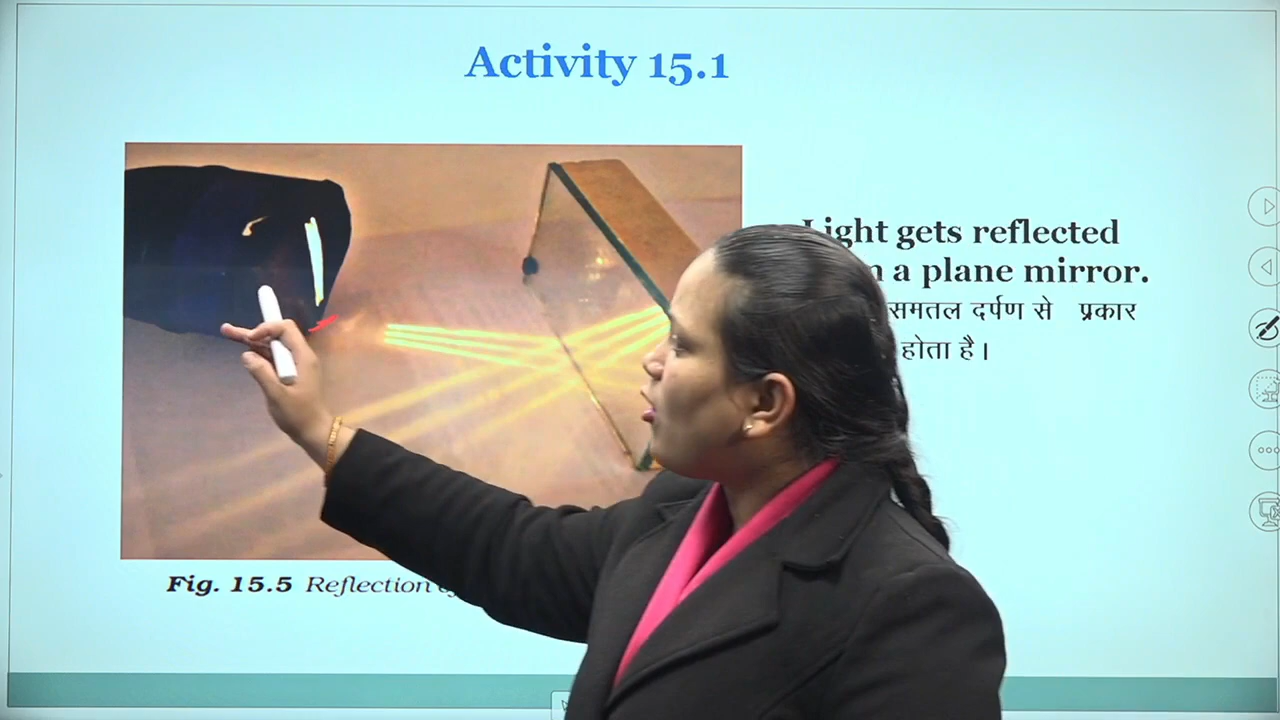 Activity 15.1
Light gets reflected
a plane mirror.
समतल दर्पण से प्रकार
होता है।
Fig. 15.5 Reflection